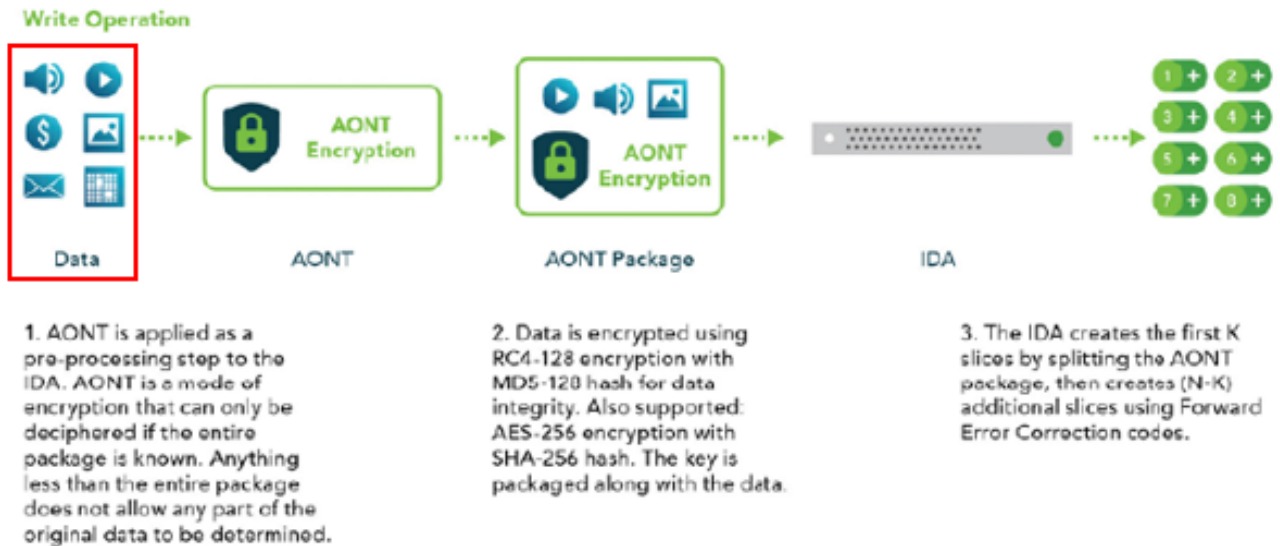 Write Operation
AONT
Encryption
AONT
Encryption
1 + 2 +
3 + 4 +
5 + 6 +
7 + 8 +
$
Data
AONT
AONT Package
IDA
1. AONT is applied as a
pre-processing step to the
IDA. AONT is a mode of
encryption that can only be
deciphered if the entire
package is known. Anything
less than the entire package
does not allow any part of the
original data to be determined.
2. Data is encrypted using
RC4-128 encryption with
MD5-128 hash for data
integrity. Also supported:
AES-256 encryption with
SHA-256 hash. The key is
packaged along with the data.
3. The IDA creates the first K
slices by splitting the AONT
package, then creates (N-K)
additional slices using Forward
Error Correction codes.